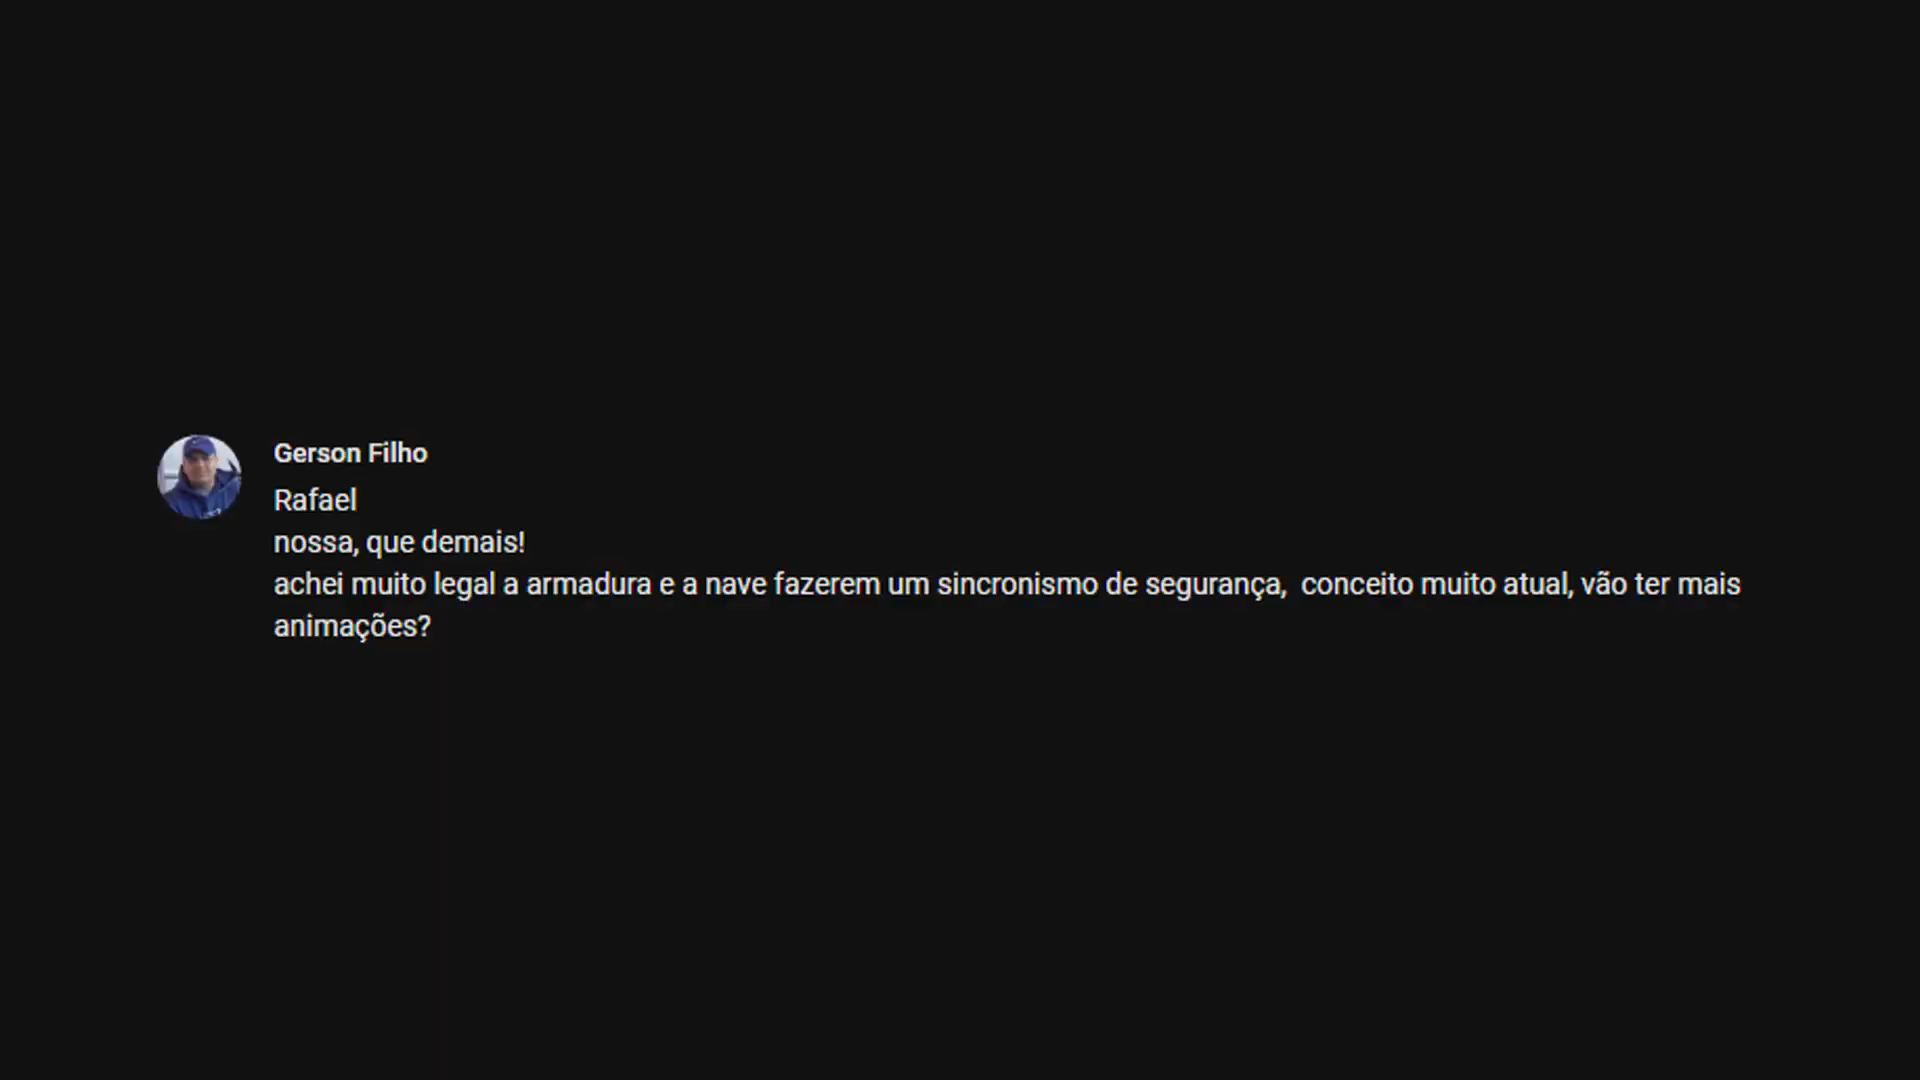 Gerson Filho
Rafael
nossa, que demais!
achei muito legal a armadura e a nave fazerem um sincronismo de segurança,  conceito muito atual, vão ter mais
animações?